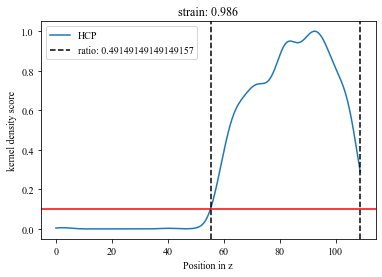 strain: 0.986
HCP
ratio: 0.49149149149149157
kernel density score
1.0
0.8
0.6
0.4
0.2
0.0
0 20 40 60 80 100
Position in z